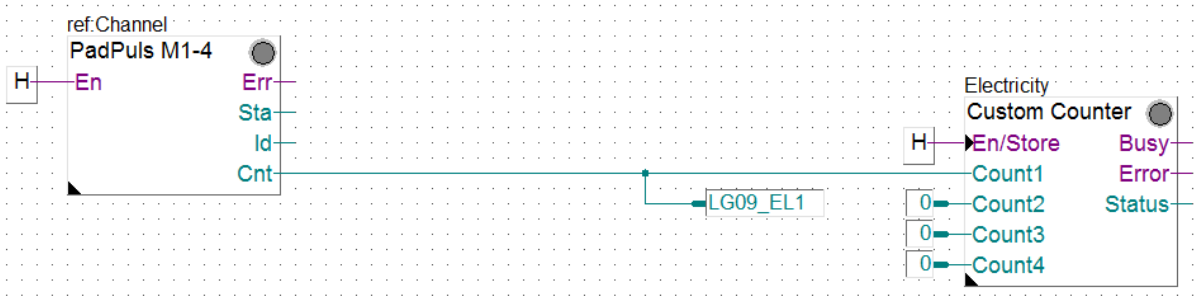 ref:Channel
PadPuls M1-4
H En Err
Sta
Id
Cnt
LG09_EL1
Electricity
Custom Counter
H En/Store Busy
Count1 Error
0 Count2 Status
0 Count3
0 Count4